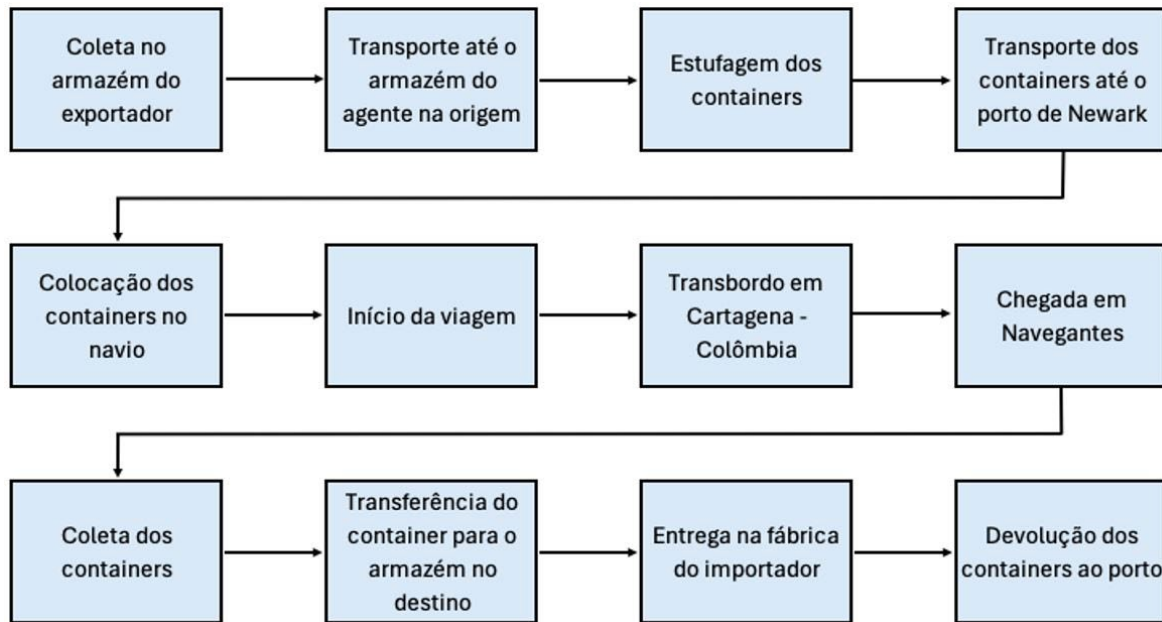 Coleta no
armazém do
exportador
Transporte até o
armazém do
agente na origem
Estufagem dos
containers
Transporte dos
containers até o
porto de Newark
Colocação dos
containers no
navio
Início da viagem
Transbordo em
Cartagena -
Colômbia
Chegada em
Navegantes
Coleta dos
containers
Transferência do
container para o
armazém no
destino
Entrega na fábrica
do importador
Devolução dos
containers ao porto